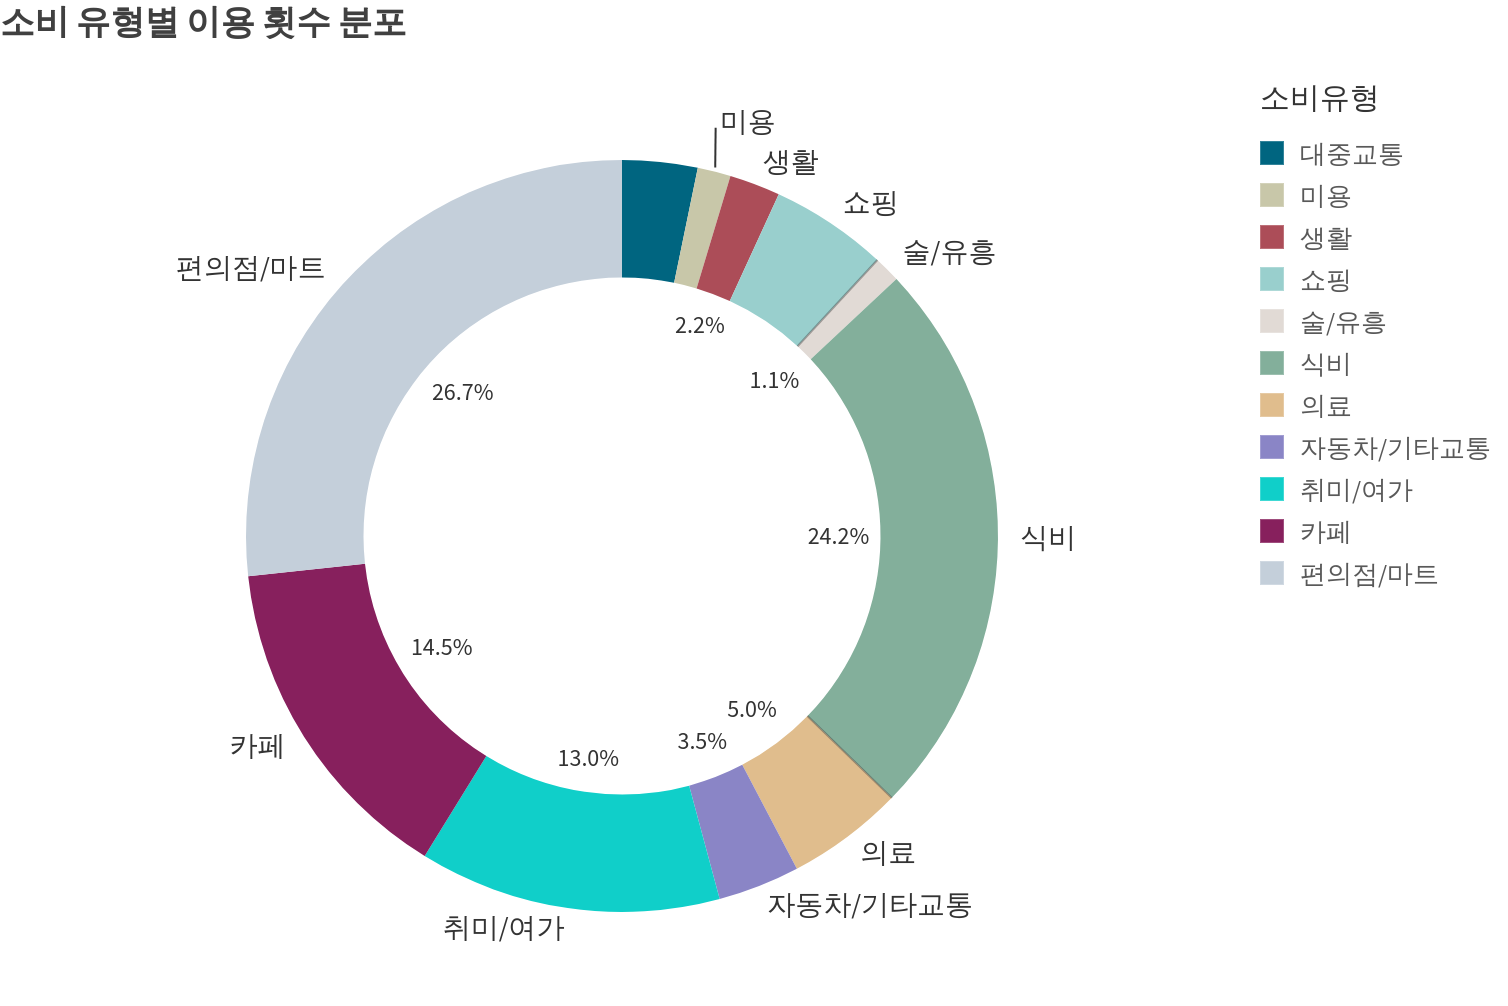 소비 유형별 이용 횟수 분포
소비유형
대중교통
미용
생활
쇼핑
술/유흥
식비
의료
자동차/기타교통
취미/여가
카페
편의점/마트
미용
생활
쇼핑
술/유흥
편의점/마트
2.2%
1.1%
26.7%
24.2%
식비
14.5%
5.0%
3.5%
13.0%
카페
의료
자동차/기타교통
취미/여가